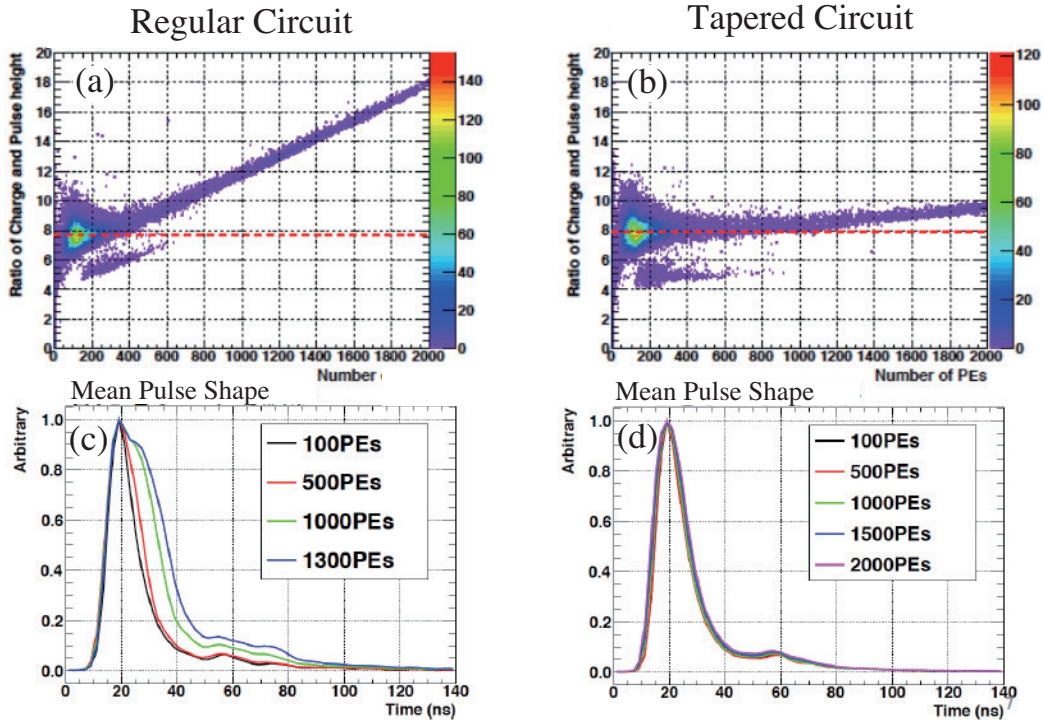 Regular Circuit
Tapered Circuit
(a)
Ratio of Charge and Pulse height
20
18
16
14
12
10
8
6
4
2
0
0 200 400 600 800 1000 1200 1400 1600 1800 2000
Number
140
120
100
80
60
40
20
0
(b)
Ratio of Charge and Pulse height
20
18
16
14
12
10
8
6
4
2
0
0 200 400 600 800 1000 1200 1400 1600 1800 2000
Number of PEs
120
100
80
60
40
20
0
Mean Pulse Shape
(c)
Arbitrary
1.0
0.8
0.6
0.4
0.2
0.0
100PEs
500PEs
1000PEs
1300PEs
0 20 40 60 80 100 120 140
Time (ns)
Mean Pulse Shape
(d)
Arbitrary
1.0
0.8
0.6
0.4
0.2
0.0
100PEs
500PEs
1000PEs
1500PEs
2000PEs
0 20 40 60 80 100 120 140
Time (ns)
7